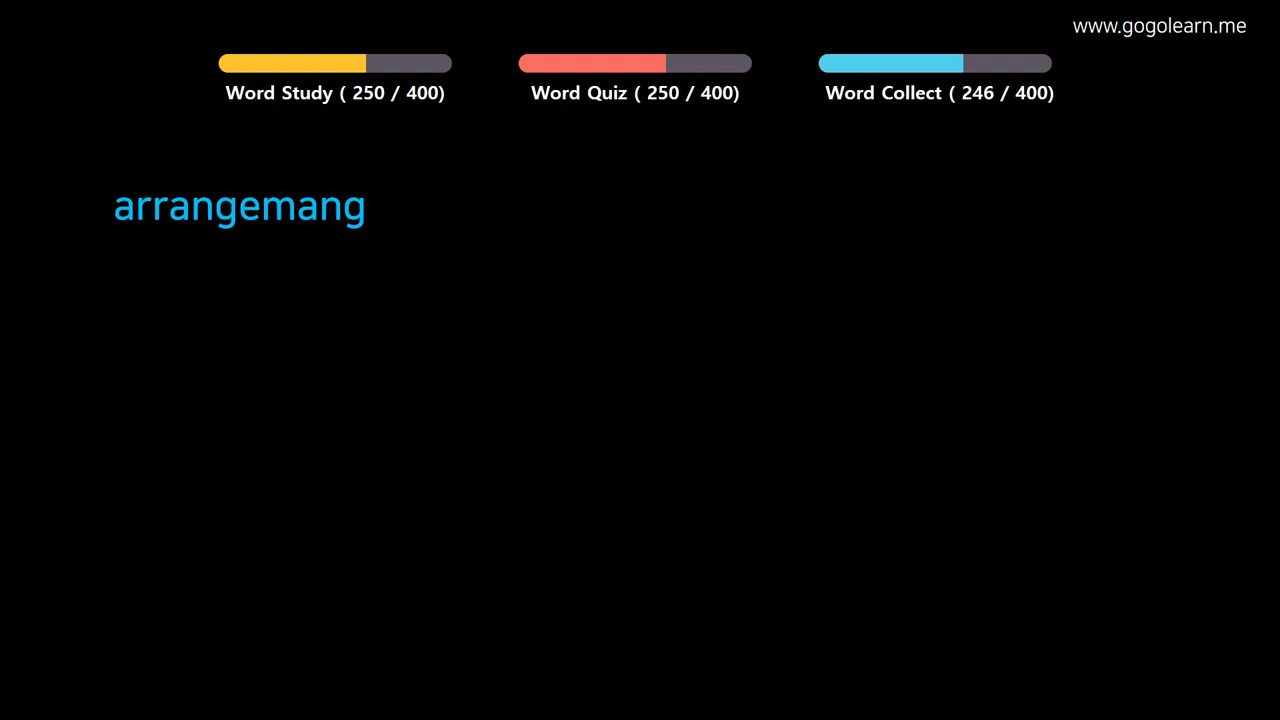 www.gogolearn.me
Word Study ( 250 / 400)
Word Quiz ( 250 / 400)
Word Collect ( 246 / 400)
arrangemang